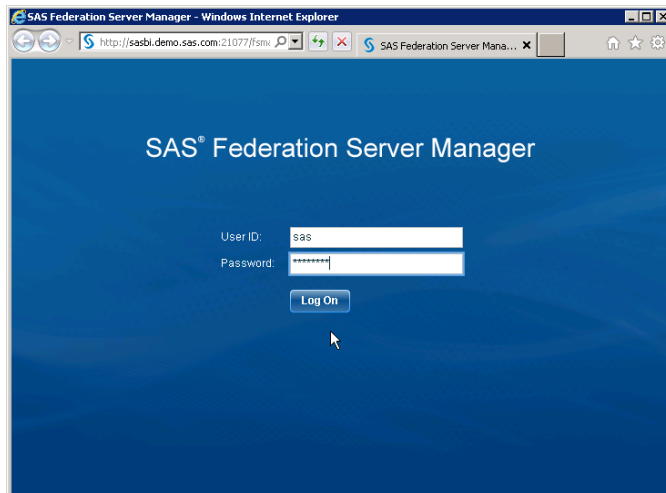 SAS Federation Server Manager - Windows Internet Explorer
http://sasbi.demo.sas.com:21077/fsm
SAS Federation Server Mana...
SAS® Federation Server Manager
User ID: sas
Password: ********
Log On